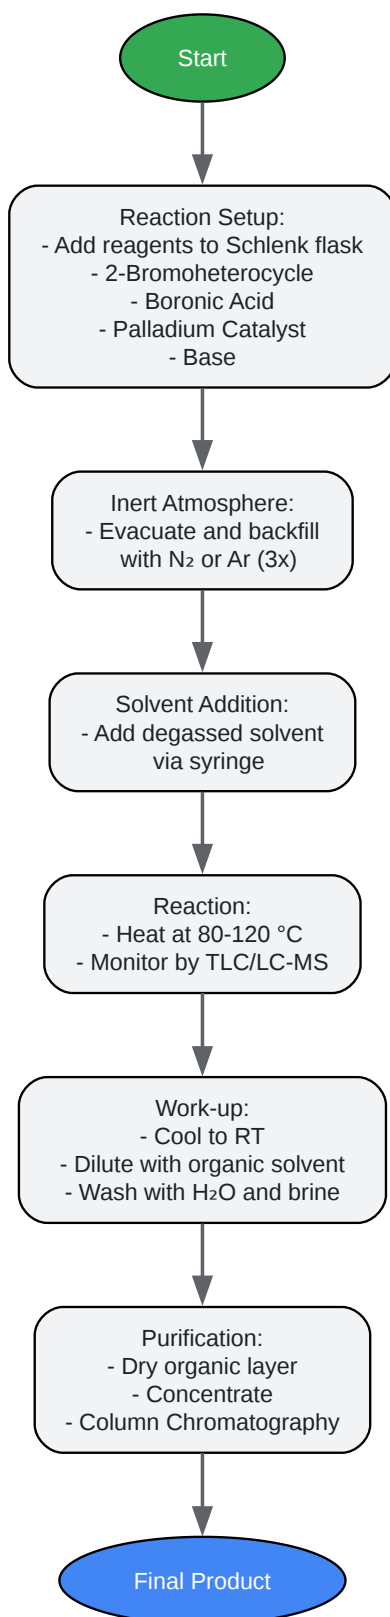 Start
Reaction Setup:
- Add reagents to Schlenk flask
- 2-Bromoheterocycle
- Boronic Acid
- Palladium Catalyst
- Base
Inert Atmosphere:
- Evacuate and backfill
with N₂ or Ar (3x)
Solvent Addition:
- Add degassed solvent
via syringe
Reaction:
- Heat at 80-120 °C
- Monitor by TLC/LC-MS
Work-up:
- Cool to RT
- Dilute with organic solvent
- Wash with H₂O and brine
Purification:
- Dry organic layer
- Concentrate
- Column Chromatography
Final Product